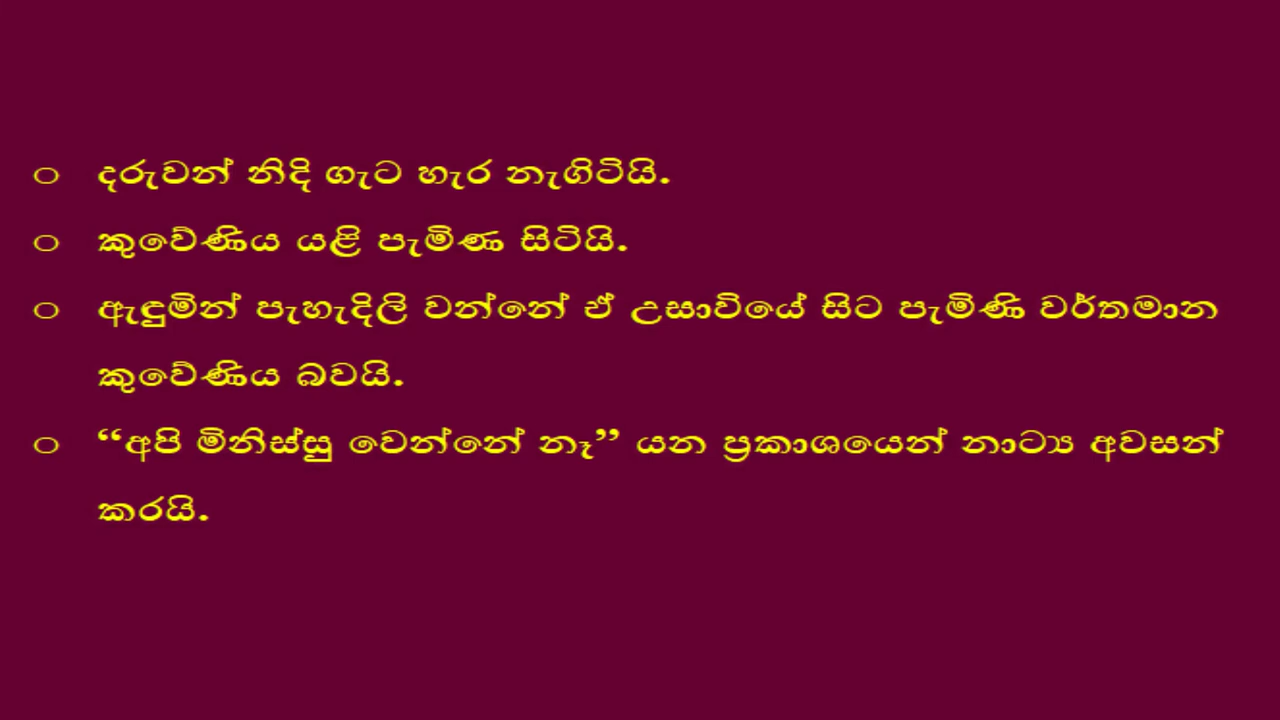 ○ දරුවන් නිදි ගැට හැර නැගිටියි.
○ කුවේණිය යළි පැමිණ සිටියි.
○ ඇඳුමින් පැහැදිලි වන්නේ ඒ උසාවියේ සිට පැමිණි වර්තමාන
කුවේණිය බවයි.
○ “අපි මිනිස්සු වෙන්නේ නෑ” යන ප්‍රකාශයෙන් නාට්‍ය අවසන්
කරයි.